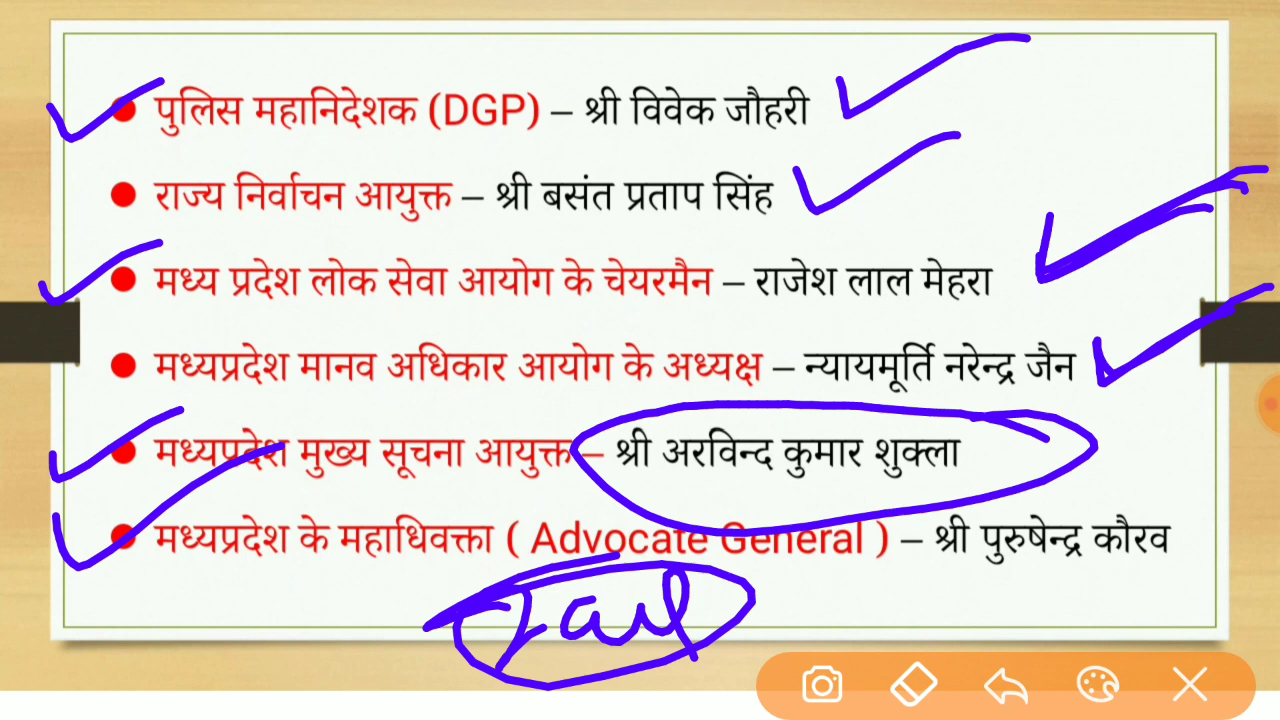 पुलिस महानिदेशक (DGP) – श्री विवेक जौहरी
राज्य निर्वाचन आयुक्त – श्री बसंत प्रताप सिंह
मध्य प्रदेश लोक सेवा आयोग के चेयरमैन – राजेश लाल मेहरा
मध्यप्रदेश मानव अधिकार आयोग के अध्यक्ष – न्यायमूर्ति नरेन्द्र जैन
मध्यप्रदेश मुख्य सूचना आयुक्त – श्री अरविन्द कुमार शुक्ला
मध्यप्रदेश के महाधिवक्ता ( Advocate General ) – श्री पुरुषेन्द्र कौरव